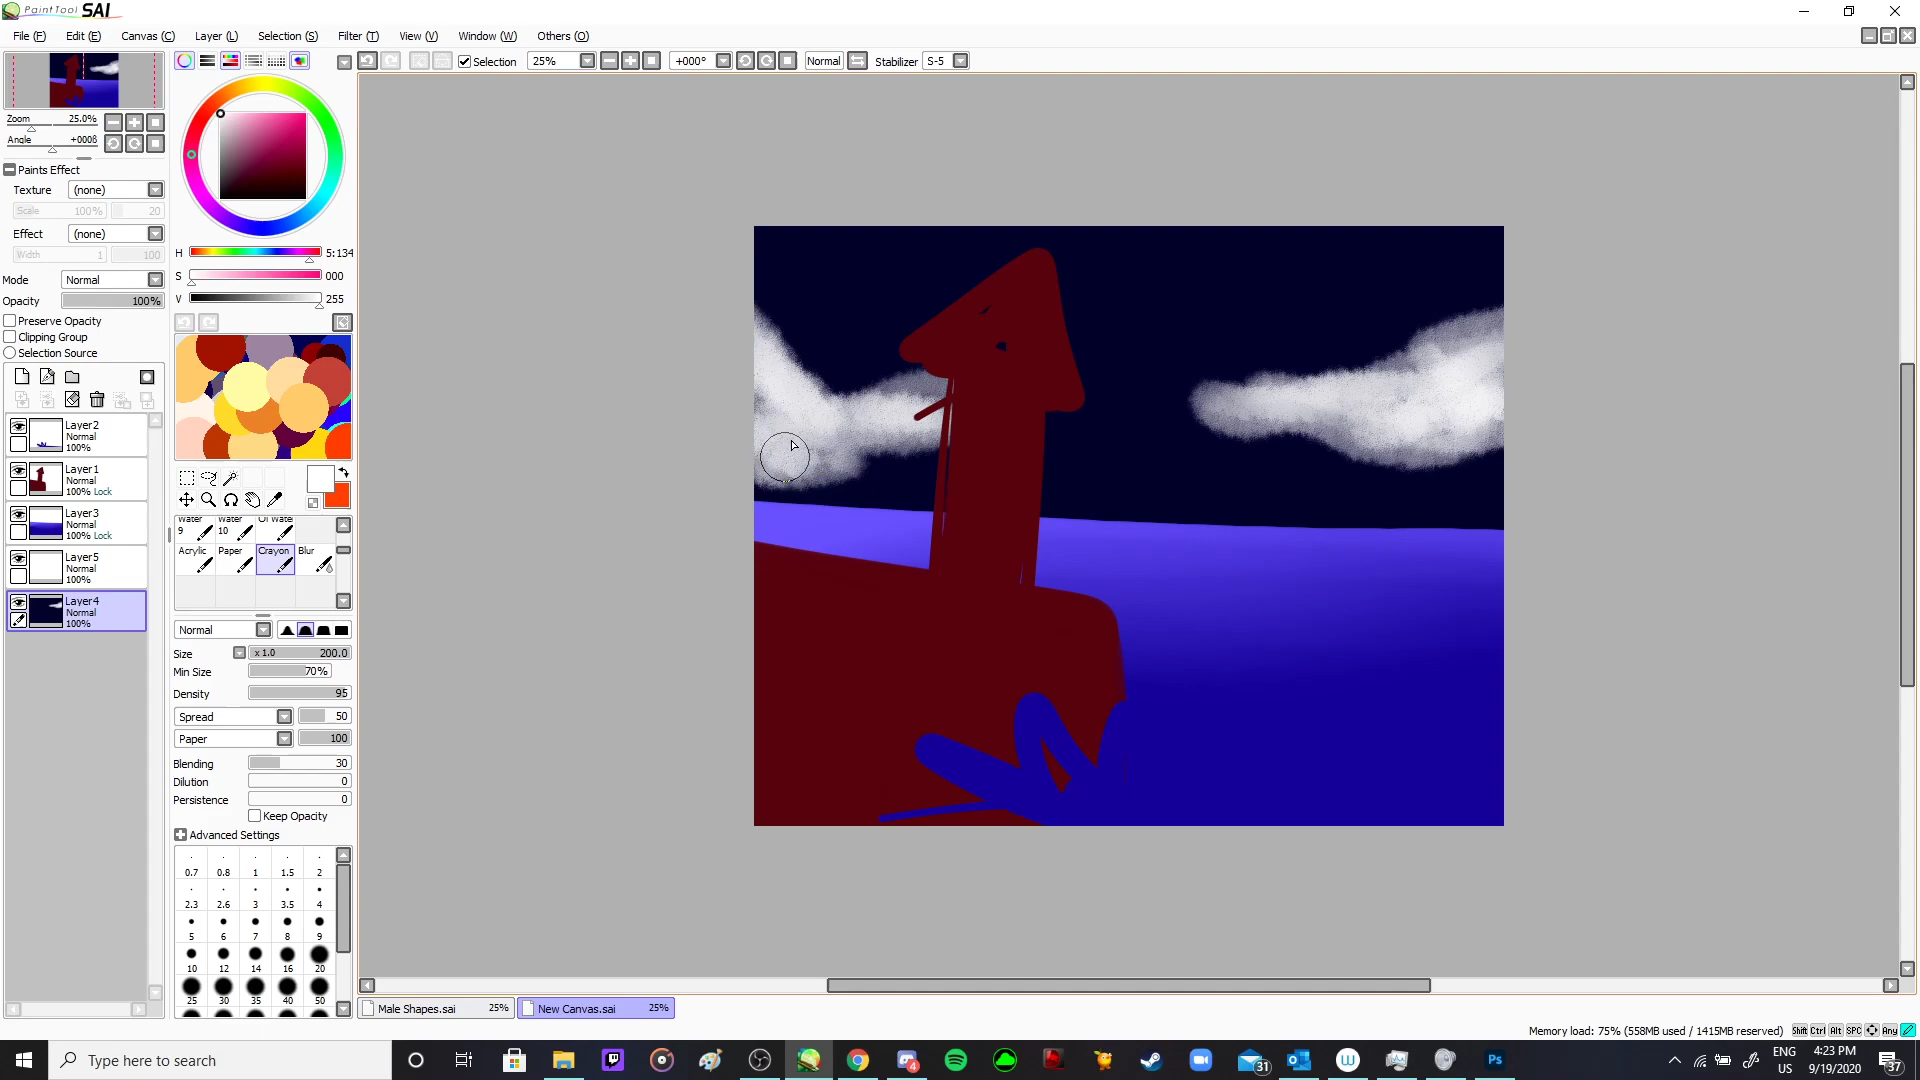 PaintTool SAI
File (F) Edit (E) Canvas (C) Layer (L) Selection (S) Filter (T) View (V) Window (W) Others (O)
Selection 25% +000° Normal Stabilizer S-5
Zoom 25.0%
Angle +000ß
Paints Effect
Texture (none)
Scale 100% 20
Effect (none)
Width 1 100
Mode Normal
Opacity 100%
Preserve Opacity
Clipping Group
Selection Source
Layer2
Normal
100%
Layer1
Normal
100% Lock
Layer3
Normal
100% Lock
Layer5
Normal
100%
Layer4
Normal
100%
H 5:134
S 000
V 255
Water 9
Water 10
Acrylic Paper Crayon Blur
Normal
Size x 1.0 200.0
Min Size 70%
Density 95
Spread 50
Paper 100
Blending 30
Dilution 0
Persistence 0
Keep Opacity
Advanced Settings
0.7 0.8 1 1.5 2
2.3 2.6 3 3.5 4
5 6 7 8 9
10 12 14 16 20
25 30 35 40 50
Male Shapes.sai 25% New Canvas.sai 25%
Memory load: 75% (558MB used / 1415MB reserved) Shift Ctrl Alt SPC Any
Type here to search
4
31
Ps
ENG
US
4:23 PM
9/19/2020
37